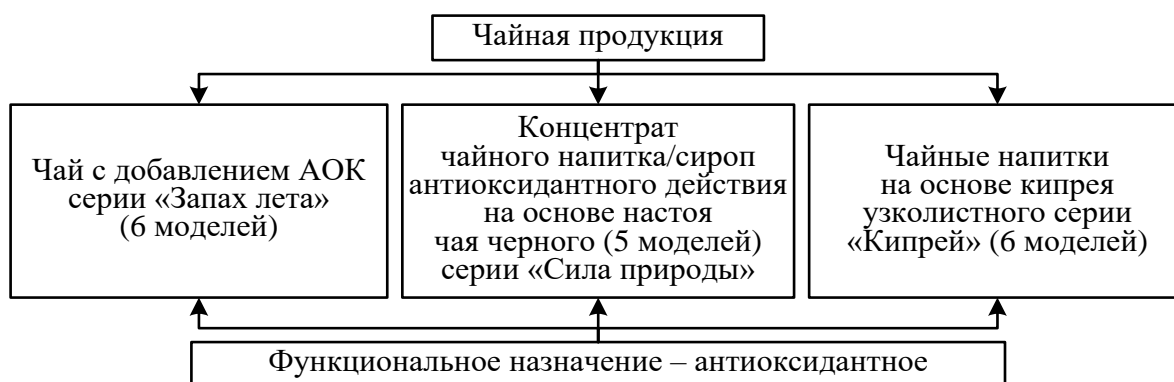 Чайная продукция
Чай с добавлением АОК
серии «Запах лета»
(6 моделей)
Концентрат
чайного напитка/сироп
антиоксидантного действия
на основе настоя
чая черного (5 моделей)
серии «Сила природы»
Чайные напитки
на основе кипрея
узколистного серии
«Кипрей» (6 моделей)
Функциональное назначение – антиоксидантное